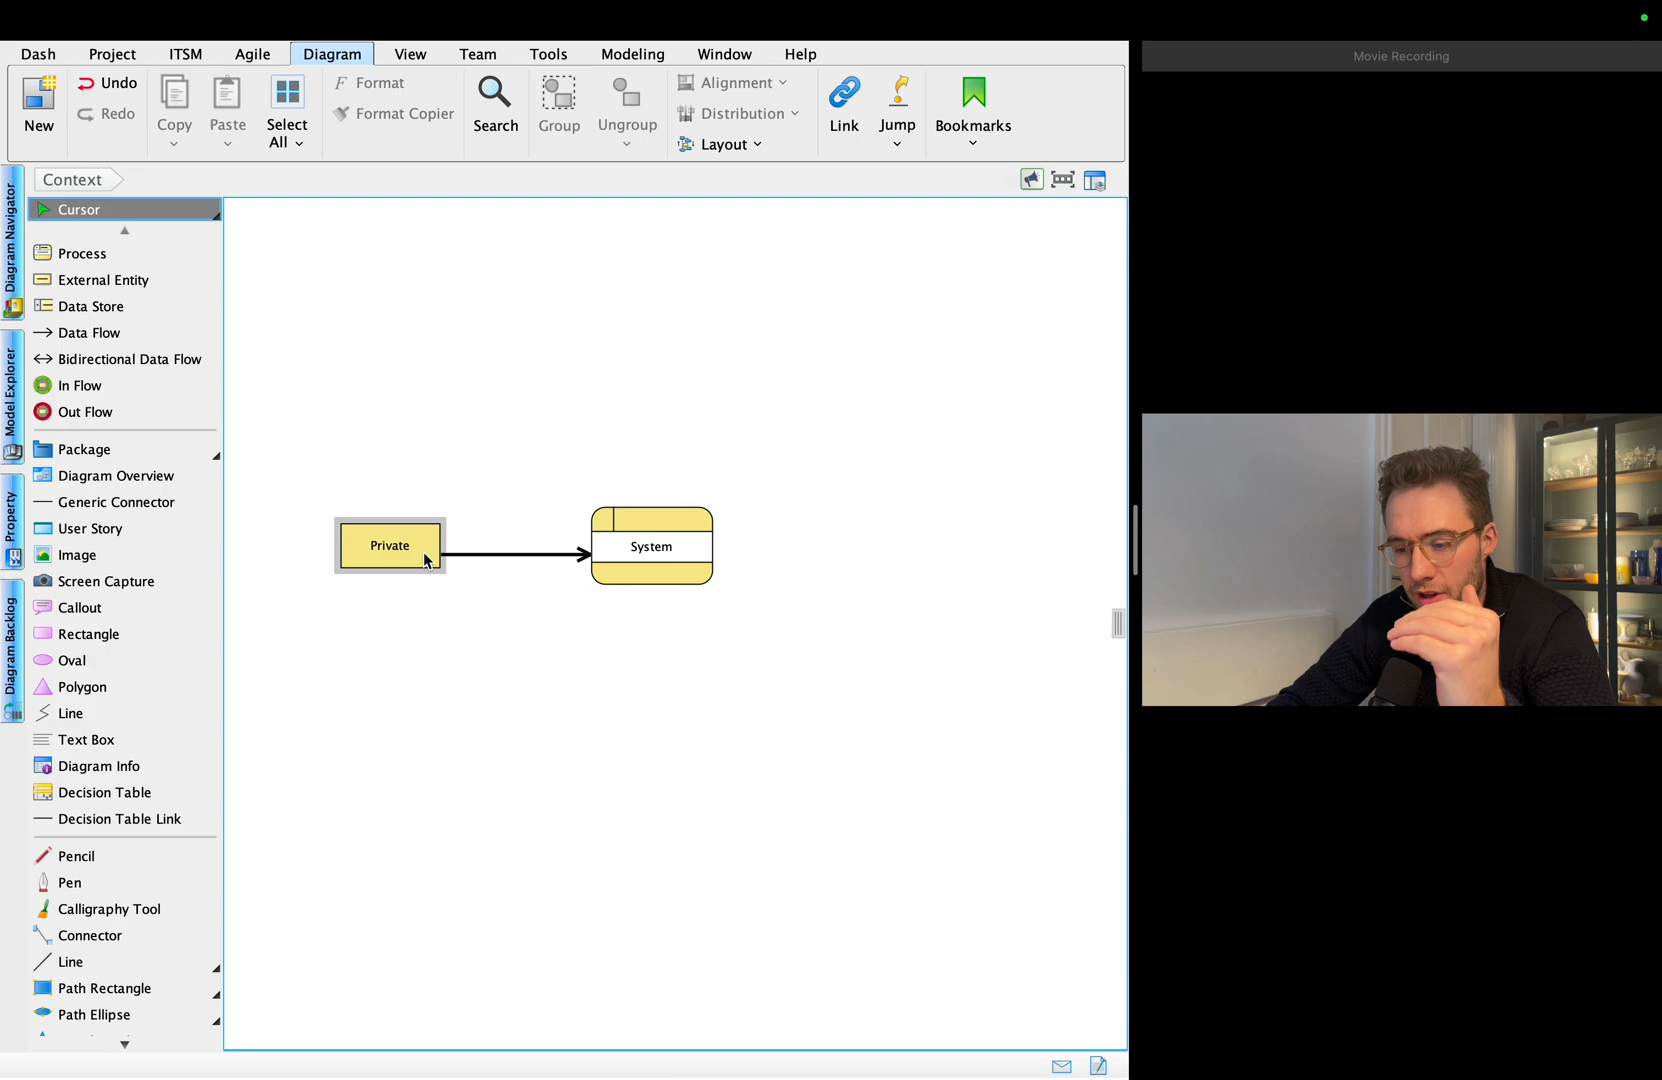 Movie Recording
Dash Project ITSM Agile Diagram View Team Tools Modeling Window Help
New
Undo
Redo
Copy
Paste
Select All
Format
Format Copier
Search
Group
Ungroup
Alignment
Distribution
Layout
Link
Jump
Bookmarks
Context
Diagram Navigator
Model Explorer
Property
Diagram Backlog
Cursor
Process
External Entity
Data Store
Data Flow
Bidirectional Data Flow
In Flow
Out Flow
Package
Diagram Overview
Generic Connector
User Story
Image
Screen Capture
Callout
Rectangle
Oval
Polygon
Line
Text Box
Diagram Info
Decision Table
Decision Table Link
Pencil
Pen
Calligraphy Tool
Connector
Line
Path Rectangle
Path Ellipse
Private
System